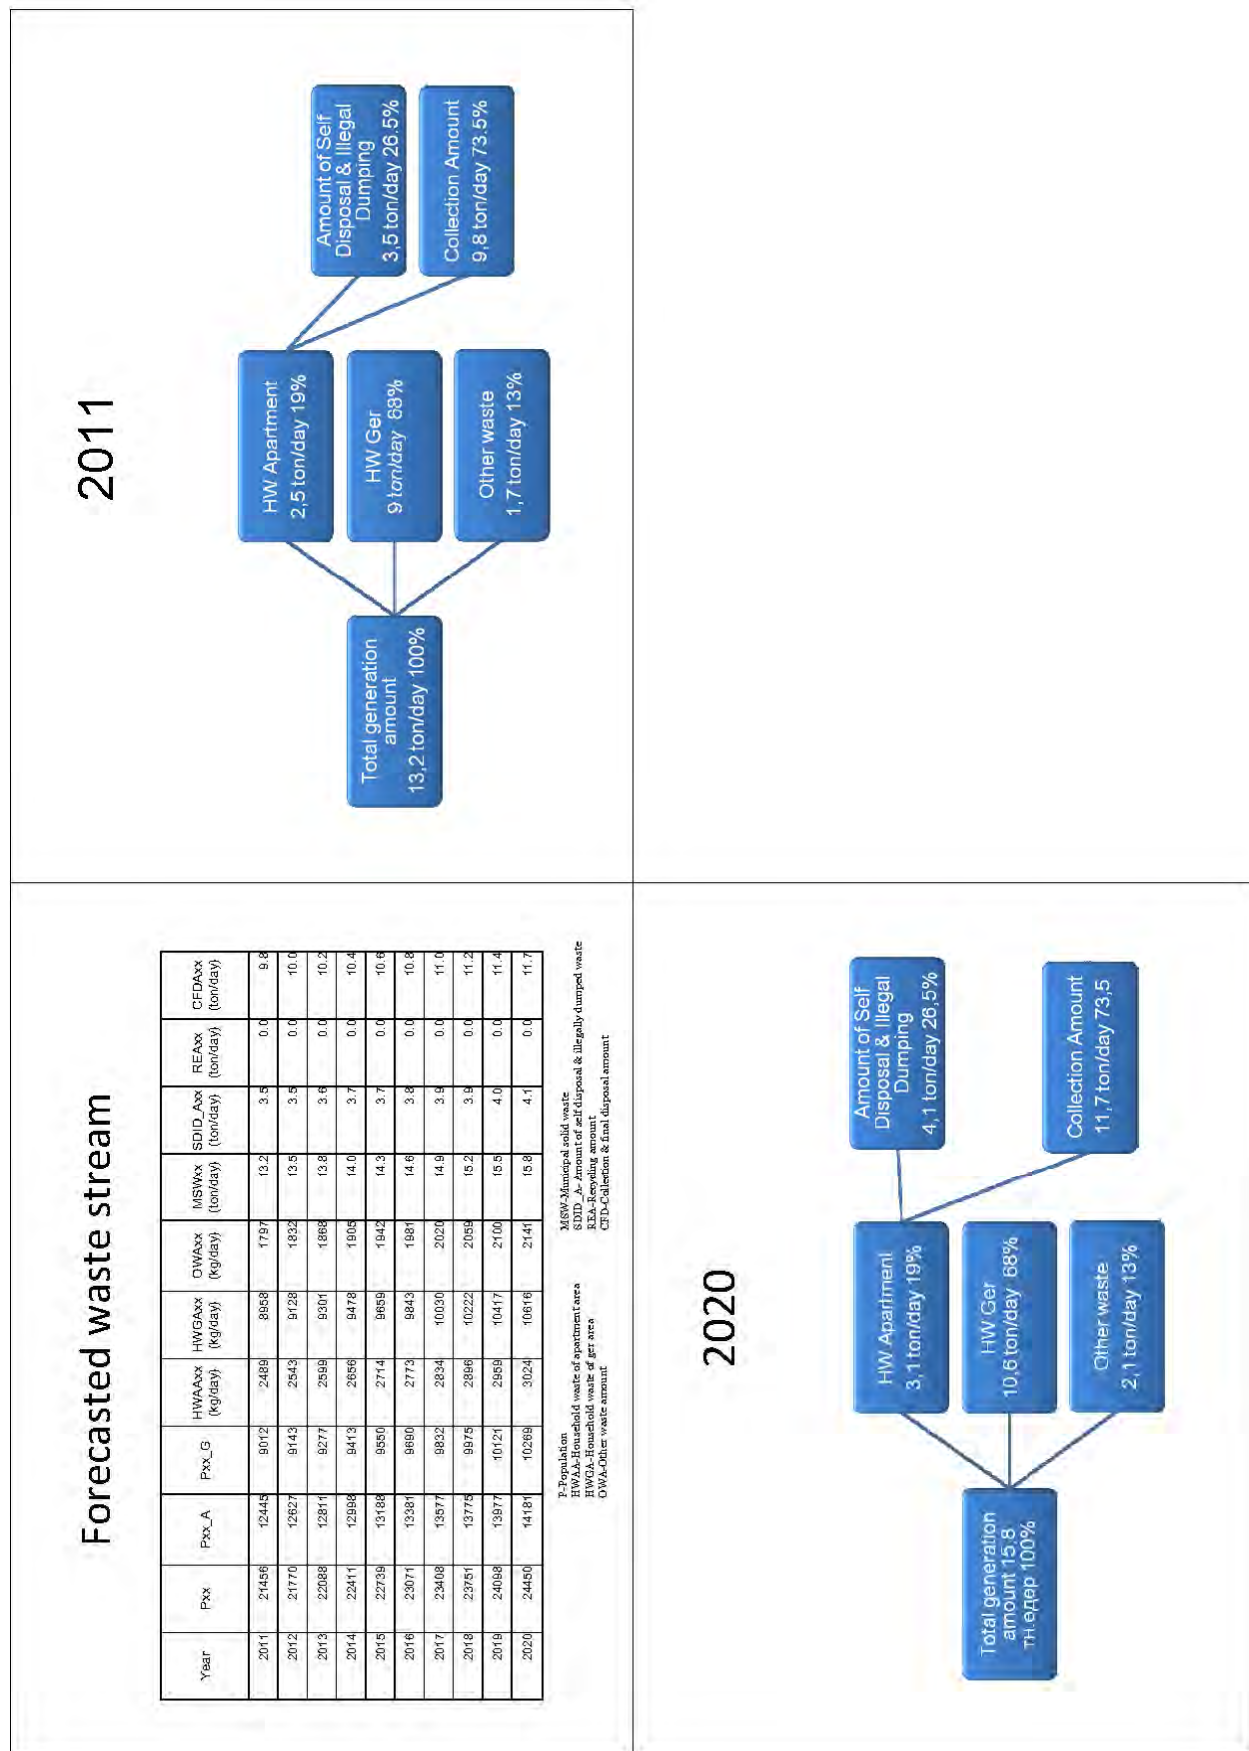 Forecasted waste stream
Year Pxx Pxx_A Pxx_G HWAAxx (kg/day) HWGAxx (kg/day) OWAxx (kg/day) MSWxx (ton/day) SDID_Axx (ton/day) REAxx (ton/day) CFDAxx (ton/day)
2011 21456 12445 9012 2489 8958 1797 13.2 3.5 0.0 9.8
2012 21770 12627 9143 2543 9128 1832 13.5 3.5 0.0 10.0
2013 22088 12811 9277 2599 9301 1868 13.8 3.6 0.0 10.2
2014 22411 12998 9413 2656 9478 1905 14.0 3.7 0.0 10.4
2015 22739 13188 9550 2714 9659 1942 14.3 3.7 0.0 10.6
2016 23071 13381 9690 2773 9843 1981 14.6 3.8 0.0 10.8
2017 23408 13577 9832 2834 10030 2020 14.9 3.9 0.0 11.0
2018 23751 13775 9975 2896 10222 2059 15.2 3.9 0.0 11.2
2019 24098 13977 10121 2959 10417 2100 15.5 4.0 0.0 11.4
2020 24450 14181 10269 3024 10616 2141 15.8 4.1 0.0 11.7
P-Population
HWAA-Household waste of apartment area
HWGA-Household waste of ger area
OWA-Other waste amount
MSW-Municipal solid waste
SDID_A- Amount of self disposal & illegally dumped waste
REA-Recycling amount
CFD-Collection & final disposal amount
2011
Total generation
amount
13,2 ton/day 100%
HW Apartment
2,5 ton/day 19%
HW Ger
9 ton/day 68%
Other waste
1,7 ton/day 13%
Amount of Self
Disposal & Illegal
Dumping
3,5 ton/day 26.5%
Collection Amount
9,8 ton/day 73.5%
2020
Total generation
amount 15.8
тн.өдөр 100%
HW Apartment
3,1 ton/day 19%
HW Ger
10,6 ton/day 68%
Other waste
2,1 ton/day 13%
Amount of Self
Disposal & Illegal
Dumping
4,1 ton/day 26,5%
Collection Amount
11,7 ton/day 73,5